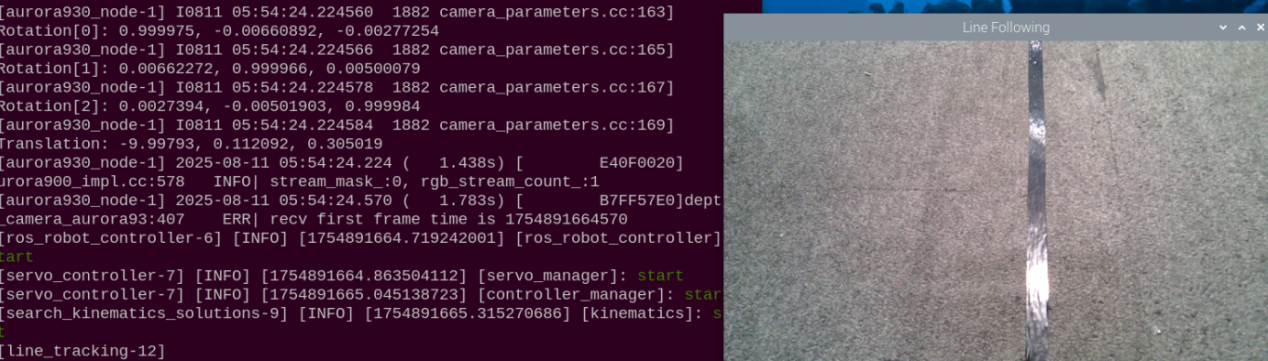 [aurora930_node-1] I0811 05:54:24.224560  1882 camera_parameters.cc:163]
Rotation[0]: 0.999975, -0.00660892, -0.00277254
[aurora930_node-1] I0811 05:54:24.224566  1882 camera_parameters.cc:165]
Rotation[1]: 0.00662272, 0.999966, 0.00500079
[aurora930_node-1] I0811 05:54:24.224578  1882 camera_parameters.cc:167]
Rotation[2]: 0.0027394, -0.00501903, 0.999984
[aurora930_node-1] I0811 05:54:24.224584  1882 camera_parameters.cc:169]
Translation: -9.99793, 0.112092, 0.305019
[aurora930_node-1] 2025-08-11 05:54:24.224 (   1.438s) [        E40F0020]
urora900_impl.cc:578   INFO| stream_mask_:0, rgb_stream_count_:1
[aurora930_node-1] 2025-08-11 05:54:24.570 (   1.783s) [        B7FF57E0]dept
_camera_aurora93:407    ERR| recv first frame time is 1754891664570
[ros_robot_controller-6] [INFO] [1754891664.719242001] [ros_robot_controller]
tart
[servo_controller-7] [INFO] [1754891664.863504112] [servo_manager]: start
[servo_controller-7] [INFO] [1754891665.045138723] [controller_manager]: star
[search_kinematics_solutions-9] [INFO] [1754891665.315270686] [kinematics]: s
t
[line_tracking-12]
Line Following